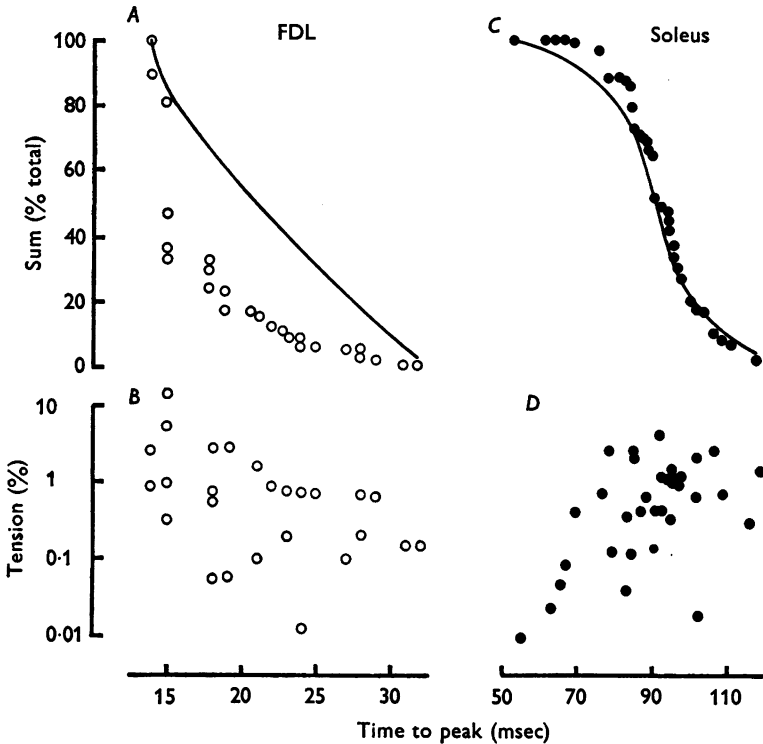 A
FDL
C
Soleus
100
80
60
40
20
0
Sum (% total)
B
D
10
1
0·1
0·01
Tension (%)
15 20 25 30
50 70 90 110
Time to peak (msec)